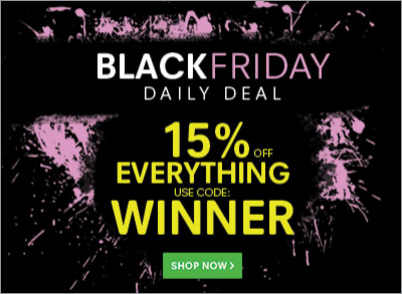 BLACKFRIDAY
DAILY DEAL
15% OFF
EVERYTHING
USE CODE:
WINNER
SHOP NOW >